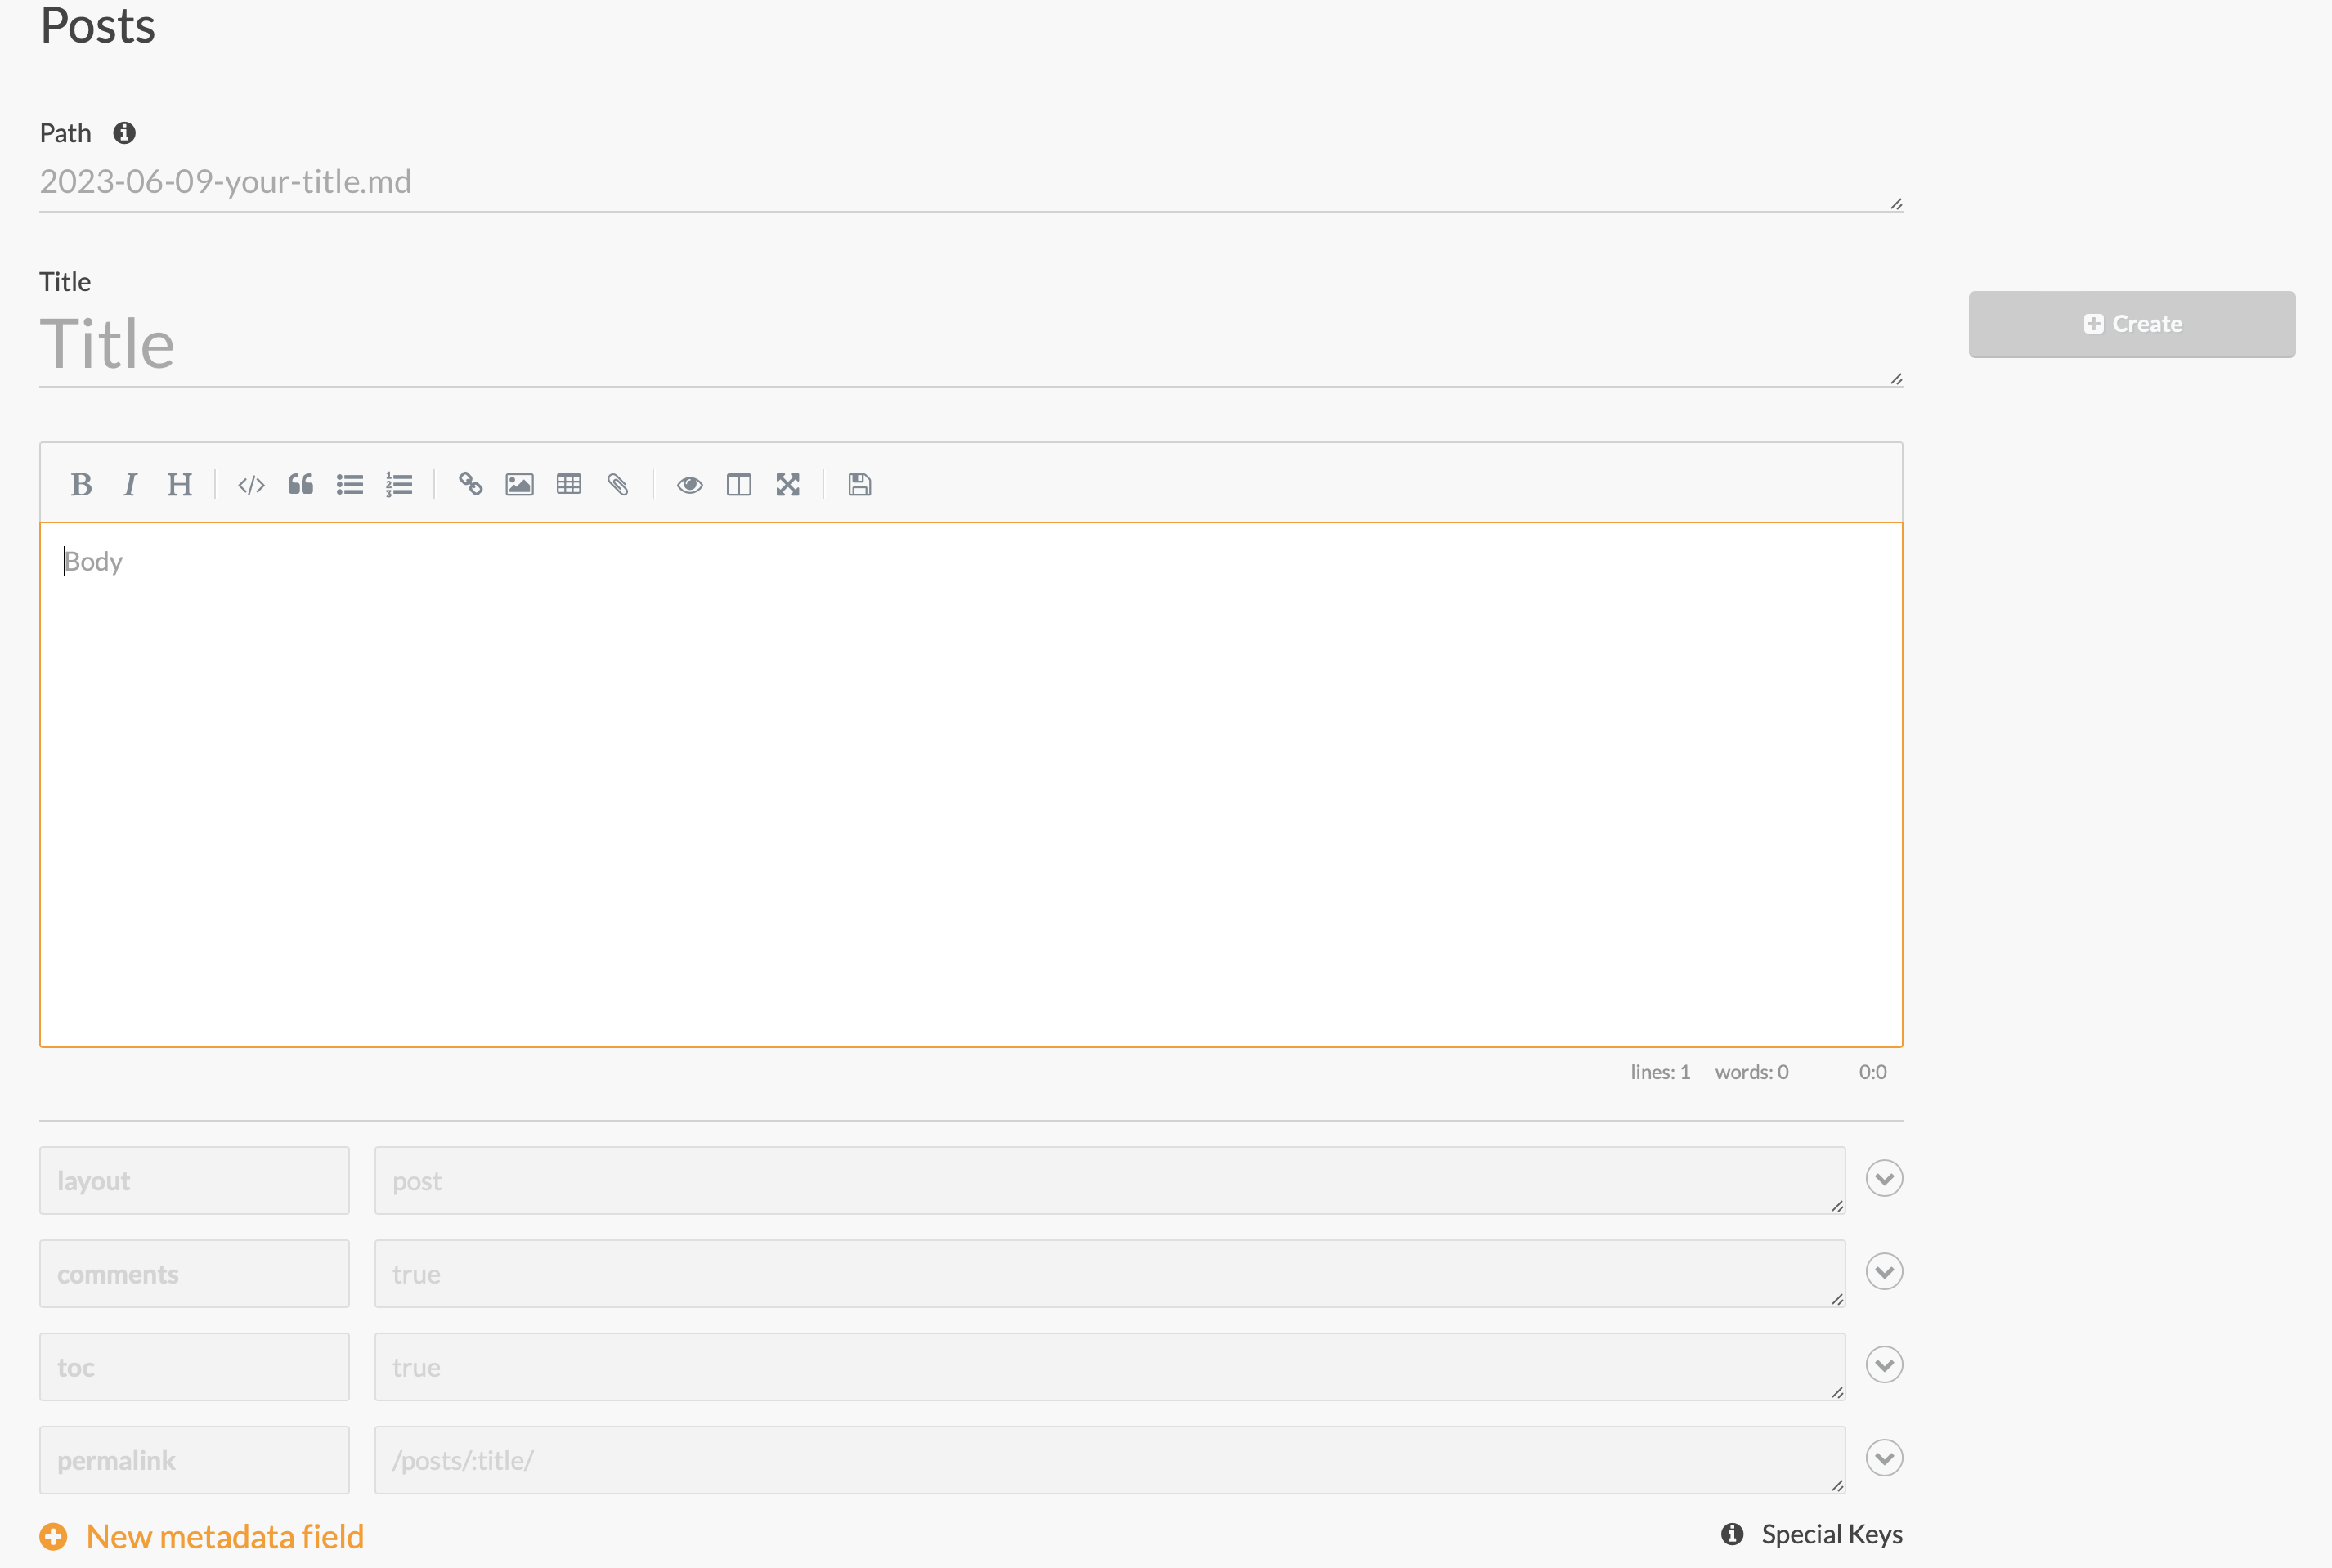 Posts
Path
2023-06-09-your-title.md
Title
Title
Create
B I H
Body
lines: 1 words: 0 0:0
layout post
comments true
toc true
permalink /posts/:title/
New metadata field
Special Keys